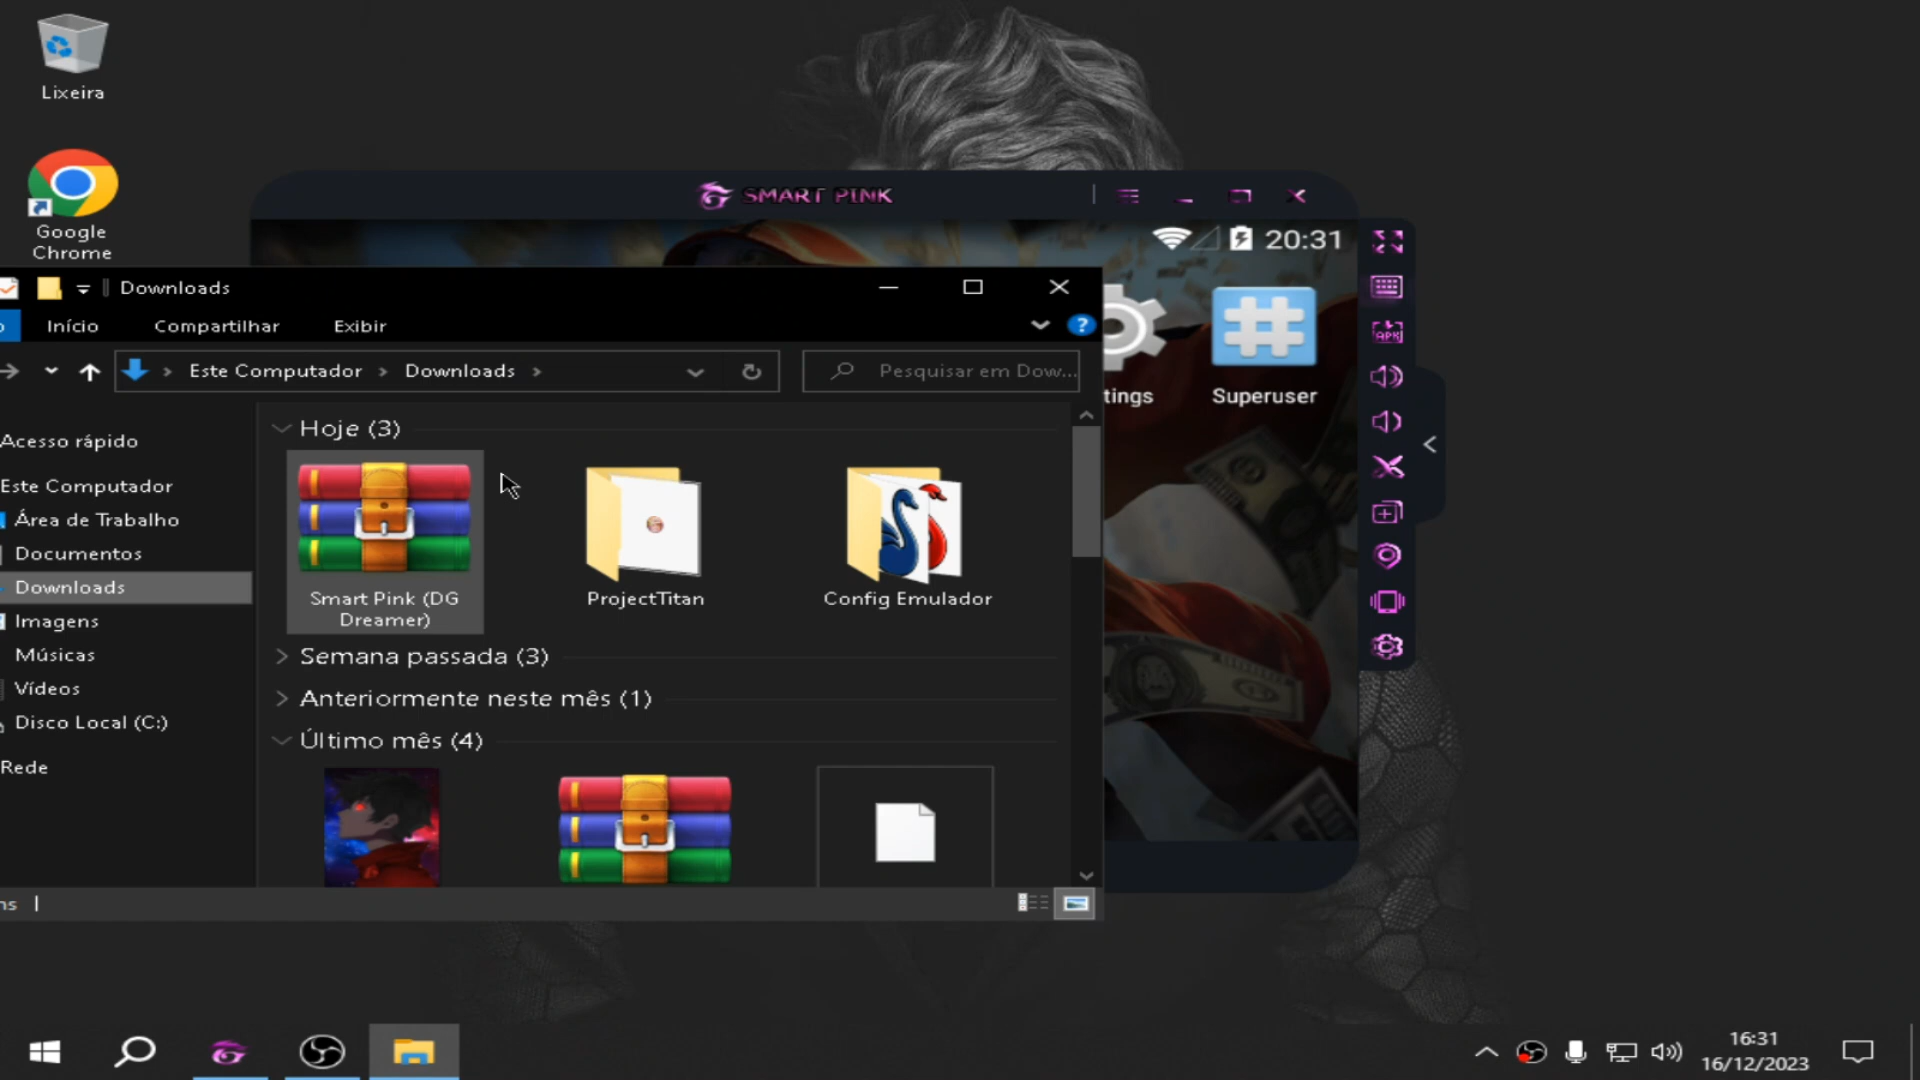 Lixeira
Google
Chrome
SMART PINK
20:31
APK
Superuser
tings
Downloads
Início
Compartilhar
Exibir
?
Este Computador
Downloads
Pesquisar em Dow...
Acesso rápido
Este Computador
Área de Trabalho
Documentos
Downloads
Imagens
Músicas
Vídeos
Disco Local (C:)
Rede
Hoje (3)
Smart Pink (DG
Dreamer)
ProjectTitan
Config Emulador
Semana passada (3)
Anteriormente neste mês (1)
Último mês (4)
ns
16:31
16/12/2023